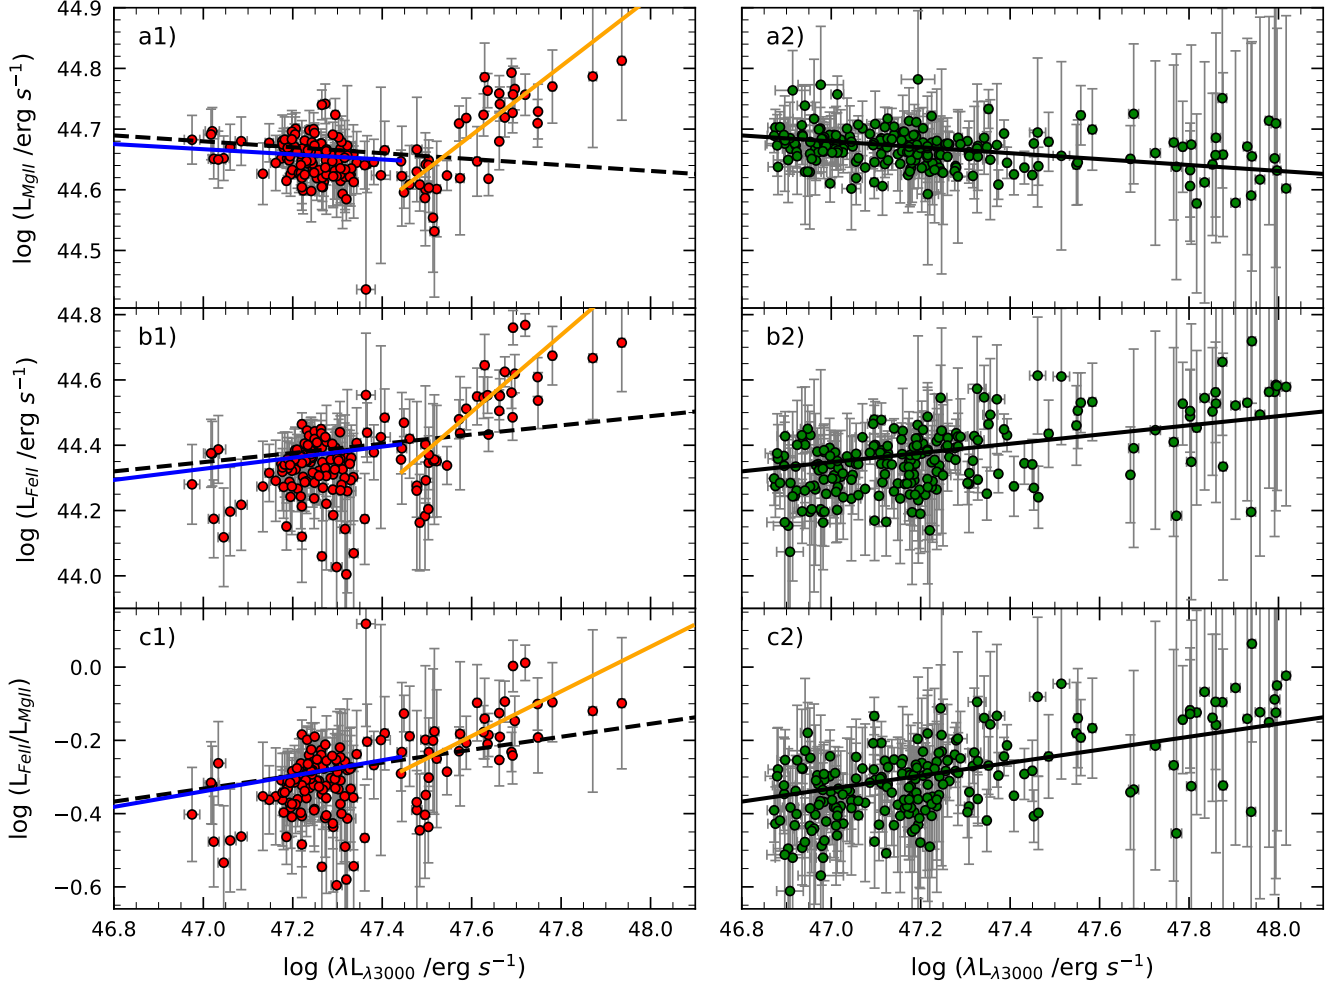 a1)
44.9
44.8
44.7
44.6
44.5
log (L_MgII /erg s⁻¹)
a2)
b1)
44.8
44.6
44.4
44.2
44.0
log (L_FeII /erg s⁻¹)
b2)
c1)
0.0
−0.2
−0.4
−0.6
log (L_FeII/L_MgII)
c2)
46.8 47.0 47.2 47.4 47.6 47.8 48.0
46.8 47.0 47.2 47.4 47.6 47.8 48.0
log (λL_λ3000 /erg s⁻¹)
log (λL_λ3000 /erg s⁻¹)